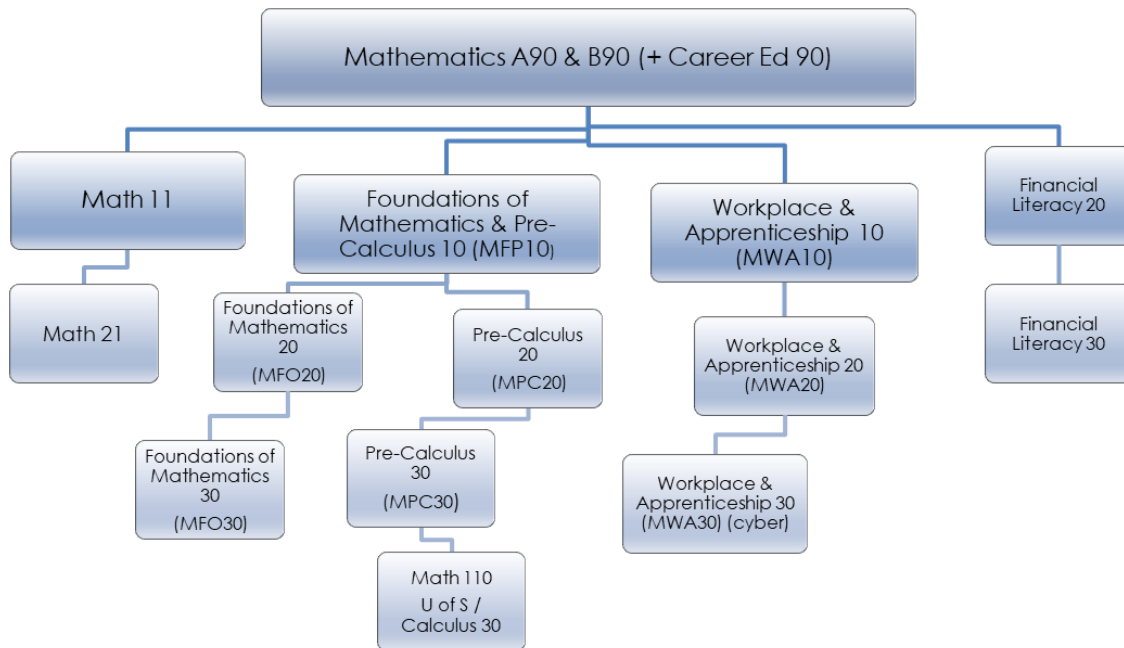 Mathematics A90 & B90 (+ Career Ed 90)
Math 11
Math 21
Foundations of
Mathematics & Pre-
Calculus 10 (MFP10)
Foundations of
Mathematics
20
(MFO20)
Foundations of
Mathematics
30
(MFO30)
Pre-Calculus
20
(MPC20)
Pre-Calculus
30
(MPC30)
Math 110
U of S /
Calculus 30
Workplace &
Apprenticeship 10
(MWA10)
Workplace &
Apprenticeship 20
(MWA20)
Workplace &
Apprenticeship 30
(MWA30) (cyber)
Financial
Literacy 20
Financial
Literacy 30